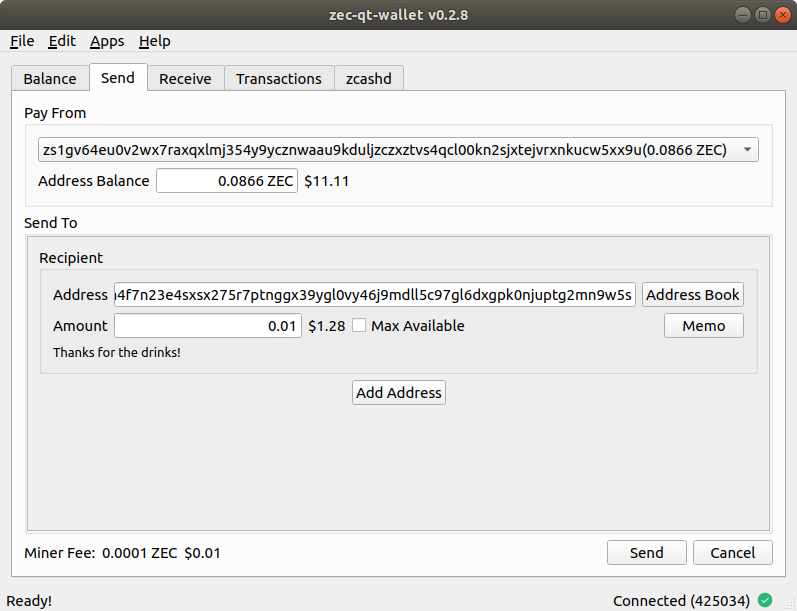 zec-qt-wallet v0.2.8
File Edit Apps Help
Balance Send Receive Transactions zcashd
Pay From
zs1gv64eu0v2wx7raxqxlmj354y9ycznwaau9kduljzczxztvs4qcl00kn2sjxtejvrxnkucw5xx9u(0.0866 ZEC)
Address Balance 0.0866 ZEC $11.11
Send To
Recipient
Address 4f7n23e4sxsx275r7ptnggx39ygl0vy46j9mdll5c97gl6dxgpk0njuptg2mn9w5s Address Book
Amount 0.01 $1.28 Max Available Memo
Thanks for the drinks!
Add Address
Miner Fee: 0.0001 ZEC $0.01 Send Cancel
Ready! Connected (425034)